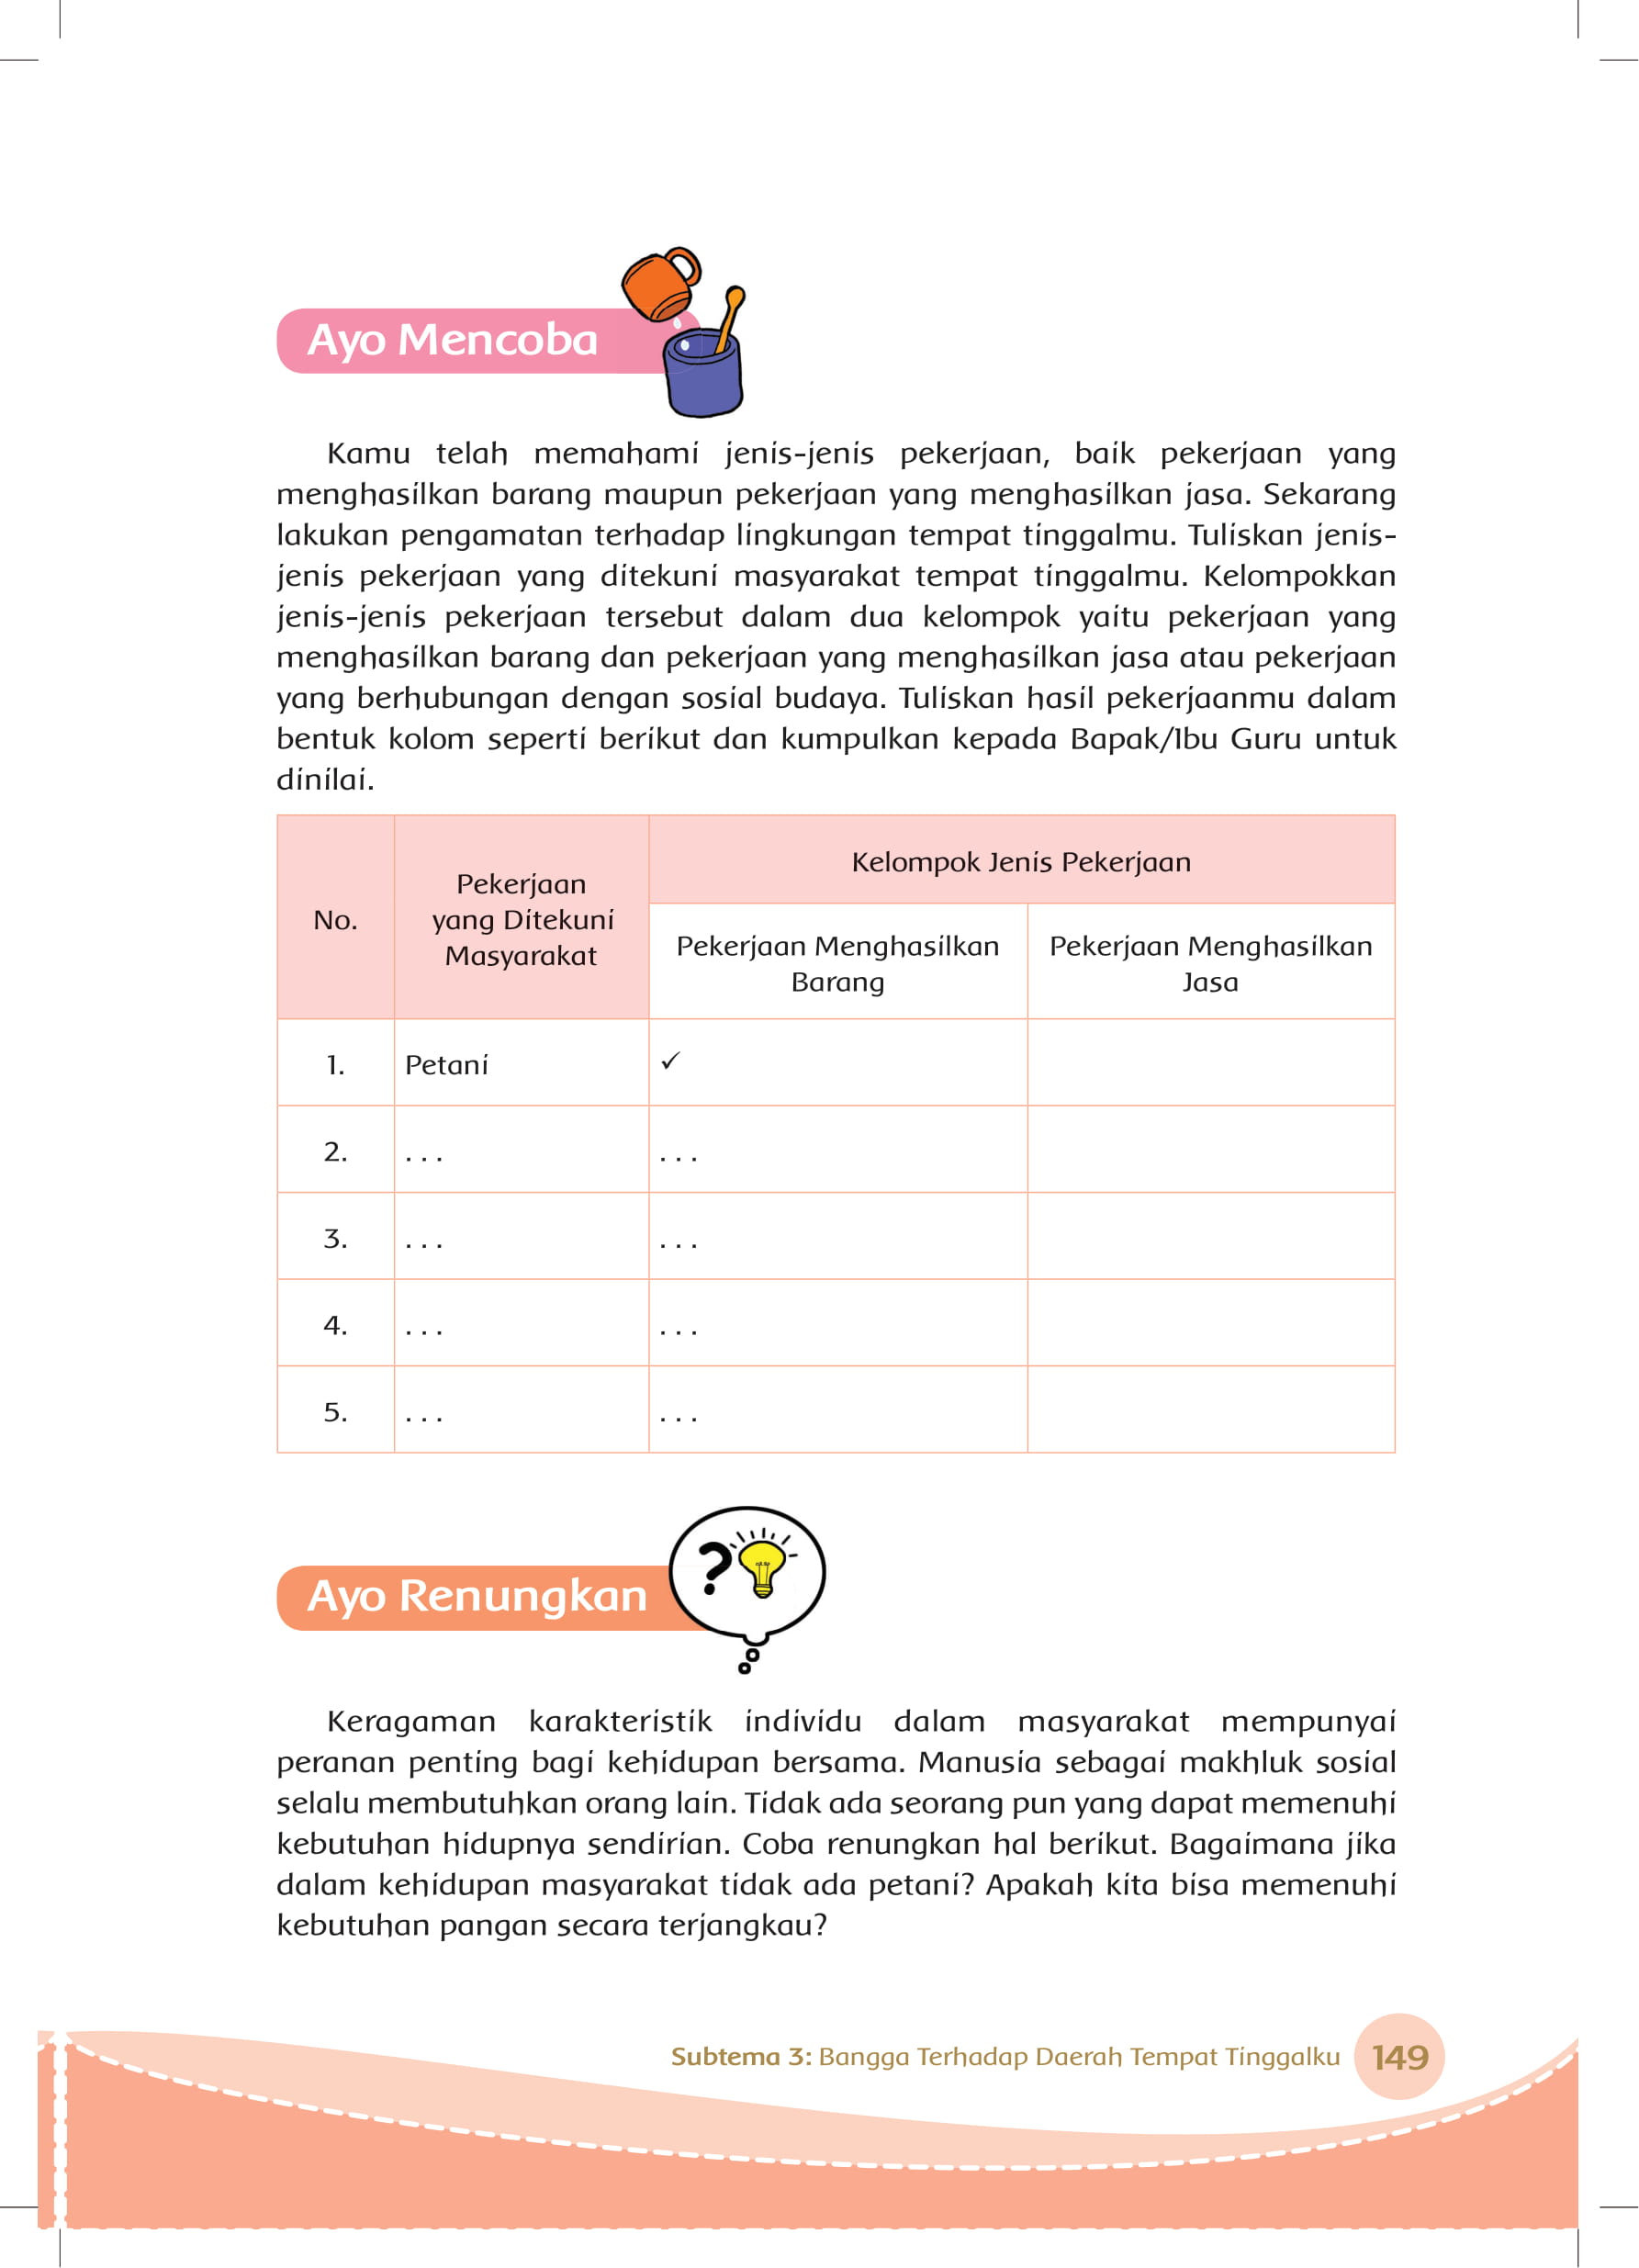 Ayo Mencoba
Kamu telah memahami jenis-jenis pekerjaan, baik pekerjaan yang
menghasilkan barang maupun pekerjaan yang menghasilkan jasa. Sekarang
lakukan pengamatan terhadap lingkungan tempat tinggalmu. Tuliskan jenis-
jenis pekerjaan yang ditekuni masyarakat tempat tinggalmu. Kelompokkan
jenis-jenis pekerjaan tersebut dalam dua kelompok yaitu pekerjaan yang
menghasilkan barang dan pekerjaan yang menghasilkan jasa atau pekerjaan
yang berhubungan dengan sosial budaya. Tuliskan hasil pekerjaanmu dalam
bentuk kolom seperti berikut dan kumpulkan kepada Bapak/Ibu Guru untuk
dinilai.
No.
Pekerjaan
yang Ditekuni
Masyarakat
Kelompok Jenis Pekerjaan
Pekerjaan Menghasilkan
Barang
Pekerjaan Menghasilkan
Jasa
1. Petani ✓
2. . . . . . .
3. . . . . . .
4. . . . . . .
5. . . . . . .
?
Ayo Renungkan
Keragaman karakteristik individu dalam masyarakat mempunyai
peranan penting bagi kehidupan bersama. Manusia sebagai makhluk sosial
selalu membutuhkan orang lain. Tidak ada seorang pun yang dapat memenuhi
kebutuhan hidupnya sendirian. Coba renungkan hal berikut. Bagaimana jika
dalam kehidupan masyarakat tidak ada petani? Apakah kita bisa memenuhi
kebutuhan pangan secara terjangkau?
Subtema 3: Bangga Terhadap Daerah Tempat Tinggalku 149